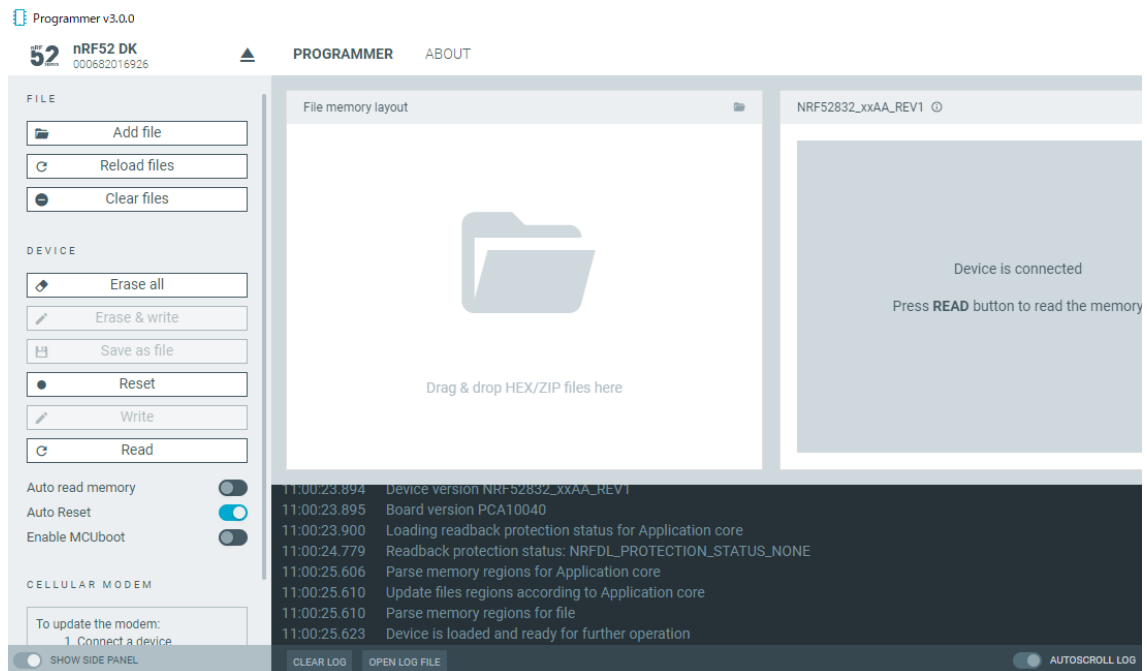 Programmer v3.0.0
nRF
52
SERIES
nRF52 DK
000682016926
PROGRAMMER
ABOUT
FILE
Add file
Reload files
Clear files
DEVICE
Erase all
Erase & write
Save as file
Reset
Write
Read
Auto read memory
Auto Reset
Enable MCUboot
CELLULAR MODEM
To update the modem:
1. Connect a device
SHOW SIDE PANEL
File memory layout
Drag & drop HEX/ZIP files here
NRF52832_xxAA_REV1
Device is connected
Press READ button to read the memory
11:00:23.894 Device version NRF52832_xxAA_REV1
11:00:23.895 Board version PCA10040
11:00:23.900 Loading readback protection status for Application core
11:00:24.779 Readback protection status: NRFDL_PROTECTION_STATUS_NONE
11:00:25.606 Parse memory regions for Application core
11:00:25.610 Update files regions according to Application core
11:00:25.610 Parse memory regions for file
11:00:25.623 Device is loaded and ready for further operation
CLEAR LOG
OPEN LOG FILE
AUTOSCROLL LOG